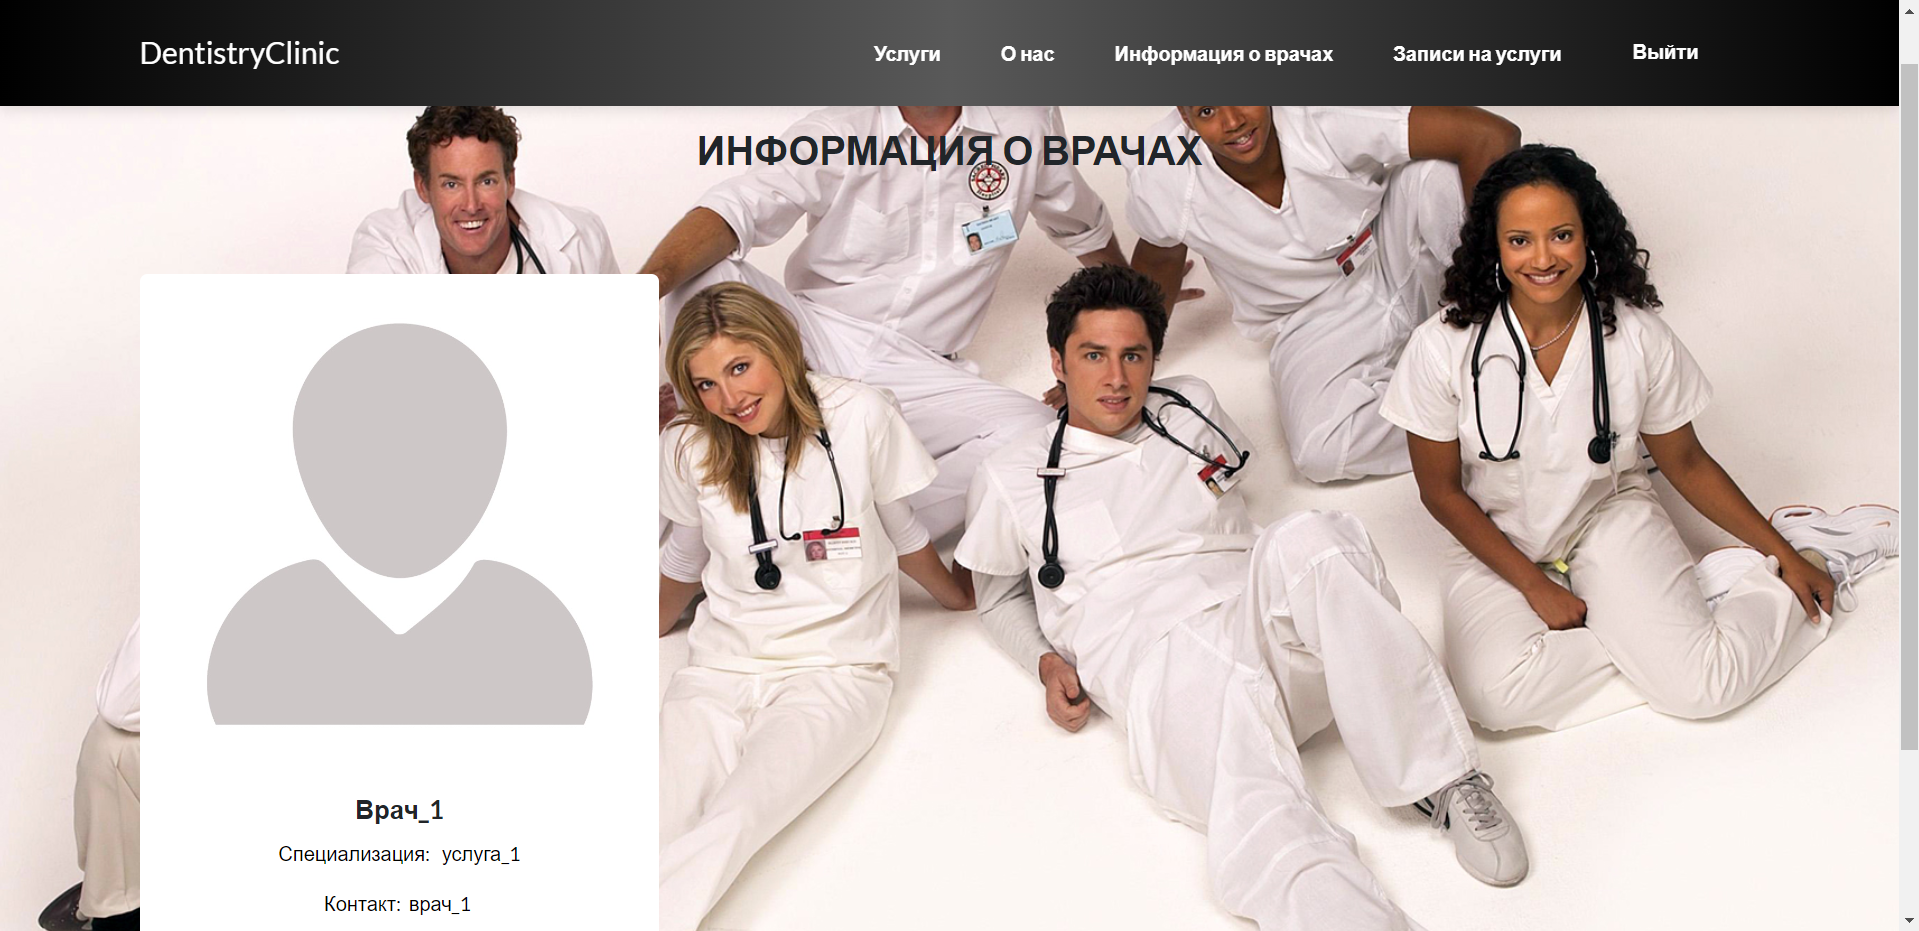 DentistryClinic
Услуги
О нас
Информация о врачах
Записи на услуги
Выйти
ИНФОРМАЦИЯ О ВРАЧАХ
Врач_1
Специализация: услуга_1
Контакт: врач_1